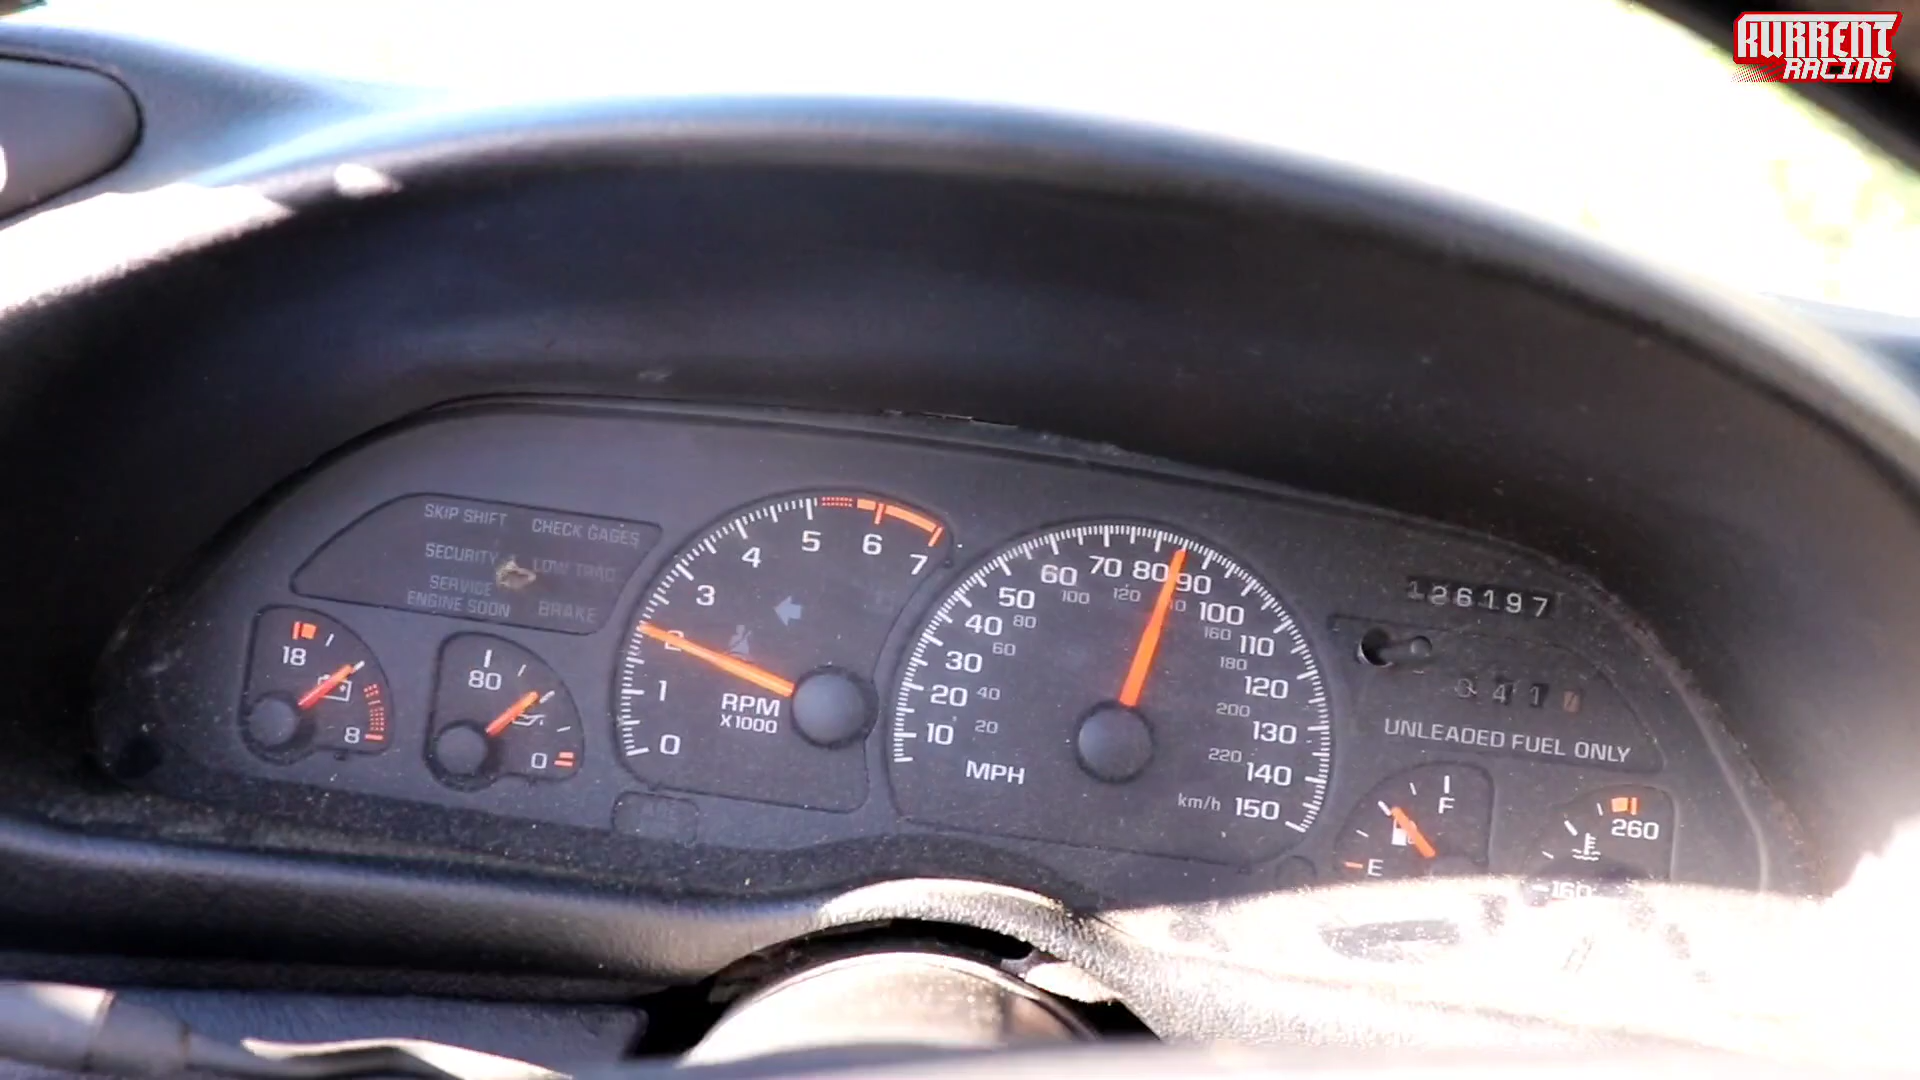 KURRENT
RACING
SKIP SHIFT CHECK GAGES
SECURITY LOW TRAC
SERVICE
ENGINE SOON BRAKE
18
8
80
0
0 1 2 3 4 5 6 7
RPM
X1000
10 20 30 40 50 60 70 80 90 100 110 120 130 140 150
20 40 60 80 100 120 160 180 200 220
MPH
km/h
126197
UNLEADED FUEL ONLY
F
E
260
160